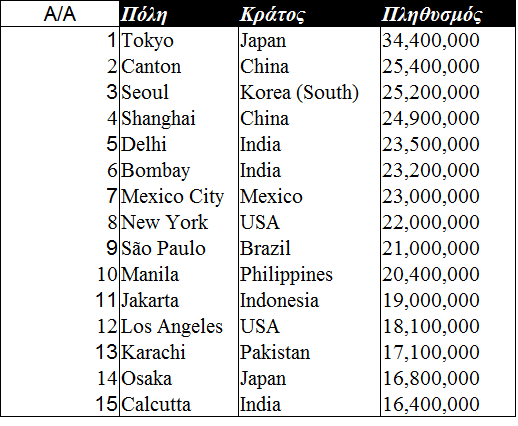 Α/Α Πόλη Κράτος Πληθυσμός
1 Tokyo Japan 34,400,000
2 Canton China 25,400,000
3 Seoul Korea (South) 25,200,000
4 Shanghai China 24,900,000
5 Delhi India 23,500,000
6 Bombay India 23,200,000
7 Mexico City Mexico 23,000,000
8 New York USA 22,000,000
9 São Paulo Brazil 21,000,000
10 Manila Philippines 20,400,000
11 Jakarta Indonesia 19,000,000
12 Los Angeles USA 18,100,000
13 Karachi Pakistan 17,100,000
14 Osaka Japan 16,800,000
15 Calcutta India 16,400,000